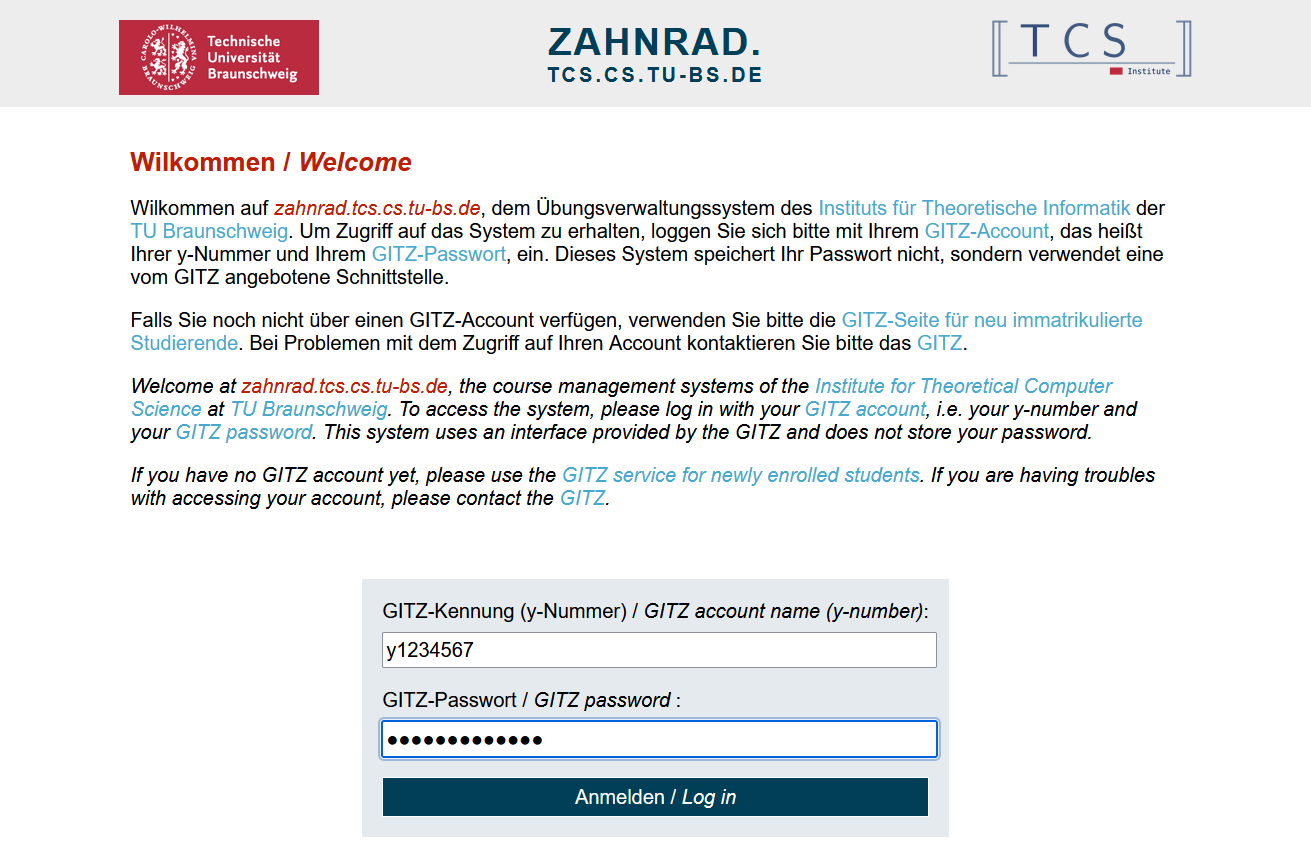 Technische
Universität
Braunschweig
CAROLO-WILHELMINA
BRAUNSCHWEIG
ZAHNRAD.
TCS.CS.TU-BS.DE
TCS
Institute
Wilkommen / Welcome
Wilkommen auf zahnrad.tcs.cs.tu-bs.de, dem Übungsverwaltungssystem des Instituts für Theoretische Informatik der
TU Braunschweig. Um Zugriff auf das System zu erhalten, loggen Sie sich bitte mit Ihrem GITZ-Account, das heißt
Ihrer y-Nummer und Ihrem GITZ-Passwort, ein. Dieses System speichert Ihr Passwort nicht, sondern verwendet eine
vom GITZ angebotene Schnittstelle.
Falls Sie noch nicht über einen GITZ-Account verfügen, verwenden Sie bitte die GITZ-Seite für neu immatrikulierte
Studierende. Bei Problemen mit dem Zugriff auf Ihren Account kontaktieren Sie bitte das GITZ.
Welcome at zahnrad.tcs.cs.tu-bs.de, the course management systems of the Institute for Theoretical Computer
Science at TU Braunschweig. To access the system, please log in with your GITZ account, i.e. your y-number and
your GITZ password. This system uses an interface provided by the GITZ and does not store your password.
If you have no GITZ account yet, please use the GITZ service for newly enrolled students. If you are having troubles
with accessing your account, please contact the GITZ.
GITZ-Kennung (y-Nummer) / GITZ account name (y-number):
y1234567
GITZ-Passwort / GITZ password :
•••••••••••••
Anmelden / Log in